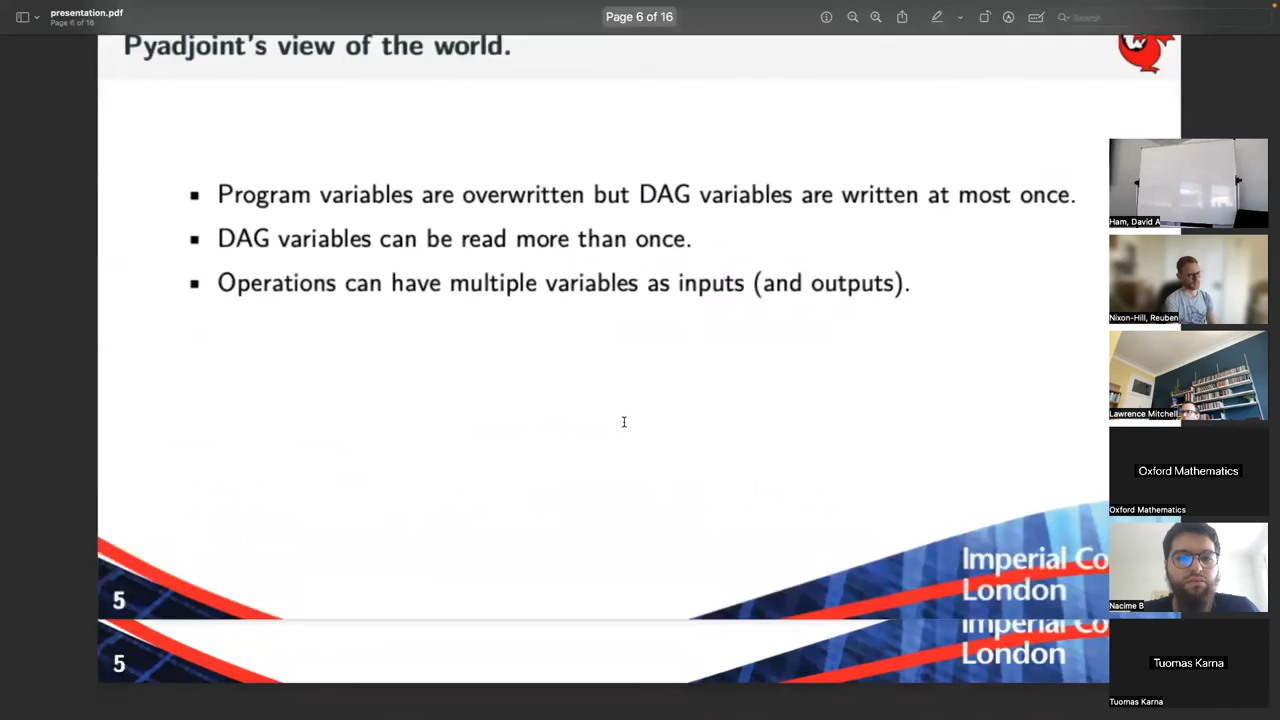 presentation.pdf
Page 6 of 16
Page 6 of 16
Search
Pyadjoint's view of the world.
▪ Program variables are overwritten but DAG variables are written at most once.
▪ DAG variables can be read more than once.
▪ Operations can have multiple variables as inputs (and outputs).
Imperial Co
London
5
Imperial Co
London
5
Ham, David A
Nixon-Hill, Reuben
Lawrence Mitchell
Oxford Mathematics
Oxford Mathematics
Nacime B
Tuomas Karna
Tuomas Karna